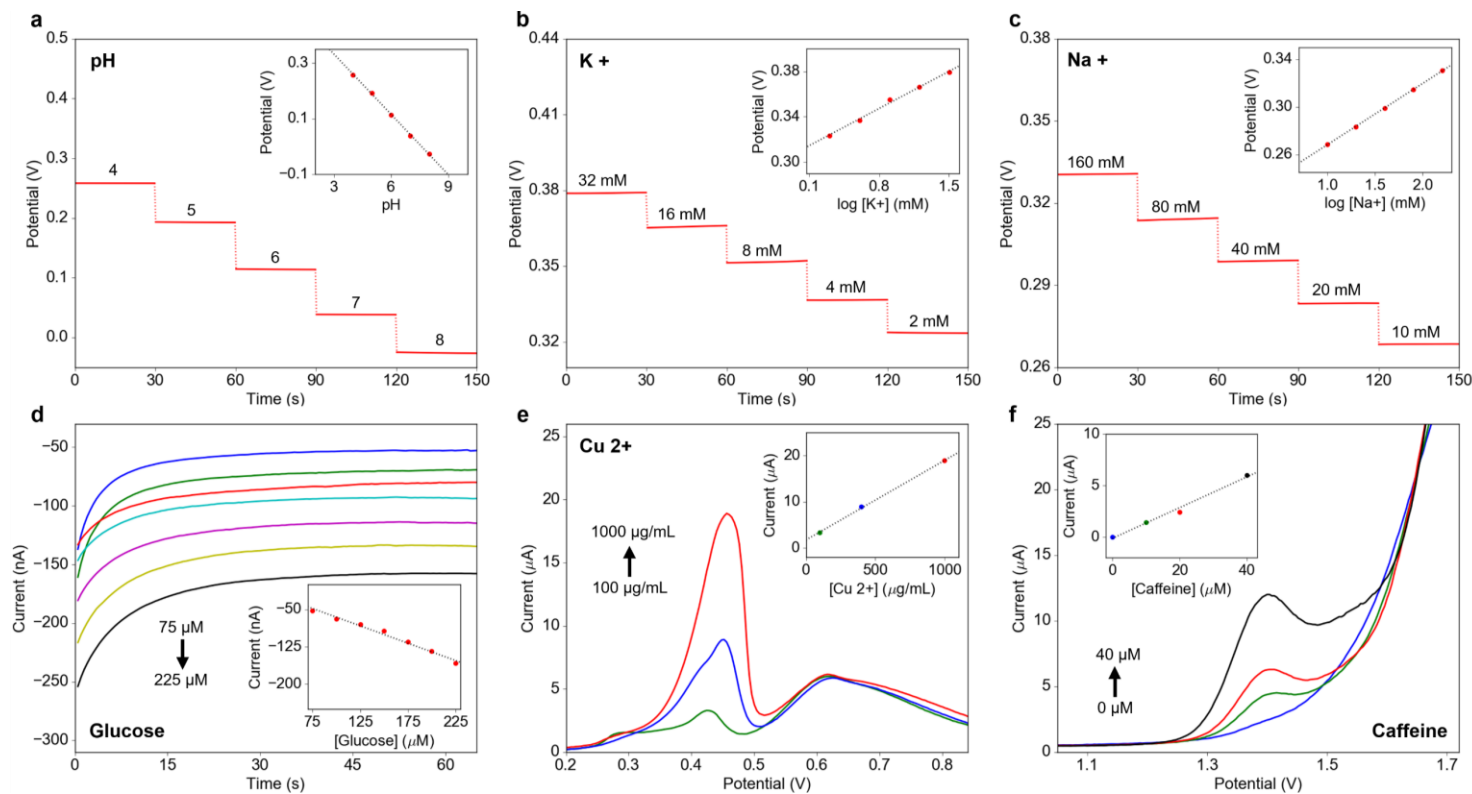 a
pH
0.5
0.4
0.3
0.2
0.1
0.0
Potential (V)
4
5
6
7
8
0
30
60
90
120
150
Time (s)
0.3
0.1
−0.1
Potential (V)
3
6
9
pH
b
K +
0.44
0.41
0.38
0.35
0.32
Potential (V)
32 mM
16 mM
8 mM
4 mM
2 mM
0
30
60
90
120
150
Time (s)
0.38
0.34
0.30
Potential (V)
0.1
0.8
1.5
log [K+] (mM)
c
Na +
0.38
0.35
0.32
0.29
0.26
Potential (V)
160 mM
80 mM
40 mM
20 mM
10 mM
0
30
60
90
120
150
Time (s)
0.34
0.30
0.26
Potential (V)
1.0
1.4
1.8
2.2
log [Na+] (mM)
d
−50
−100
−150
−200
−250
−300
Current (nA)
75 µM
225 µM
Glucose
0
15
30
45
60
Time (s)
−50
−125
−200
Current (nA)
75
125
175
225
[Glucose] (µM)
e
Cu 2+
25
20
15
10
5
0
Current (µA)
1000 µg/mL
100 µg/mL
0.2
0.3
0.4
0.5
0.6
0.7
0.8
Potential (V)
20
10
0
Current (µA)
0
500
1000
[Cu 2+] (µg/mL)
f
25
20
15
10
5
0
Current (µA)
40 µM
0 µM
Caffeine
1.1
1.3
1.5
1.7
Potential (V)
10
5
0
Current (µA)
0
20
40
[Caffeine] (µM)